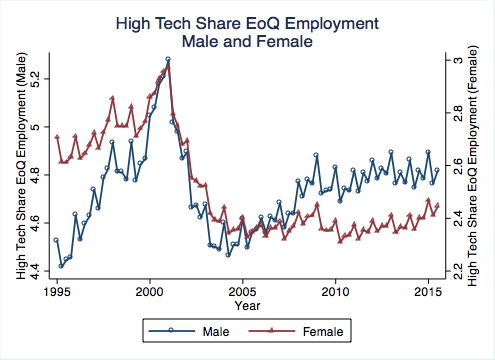 High Tech Share EoQ Employment
Male and Female
High Tech Share EoQ Employment (Male)
5.2
5
4.8
4.6
4.4
3
2.8
2.6
2.4
2.2
High Tech Share EoQ Employment (Female)
1995 2000 2005 2010 2015
Year
Male Female